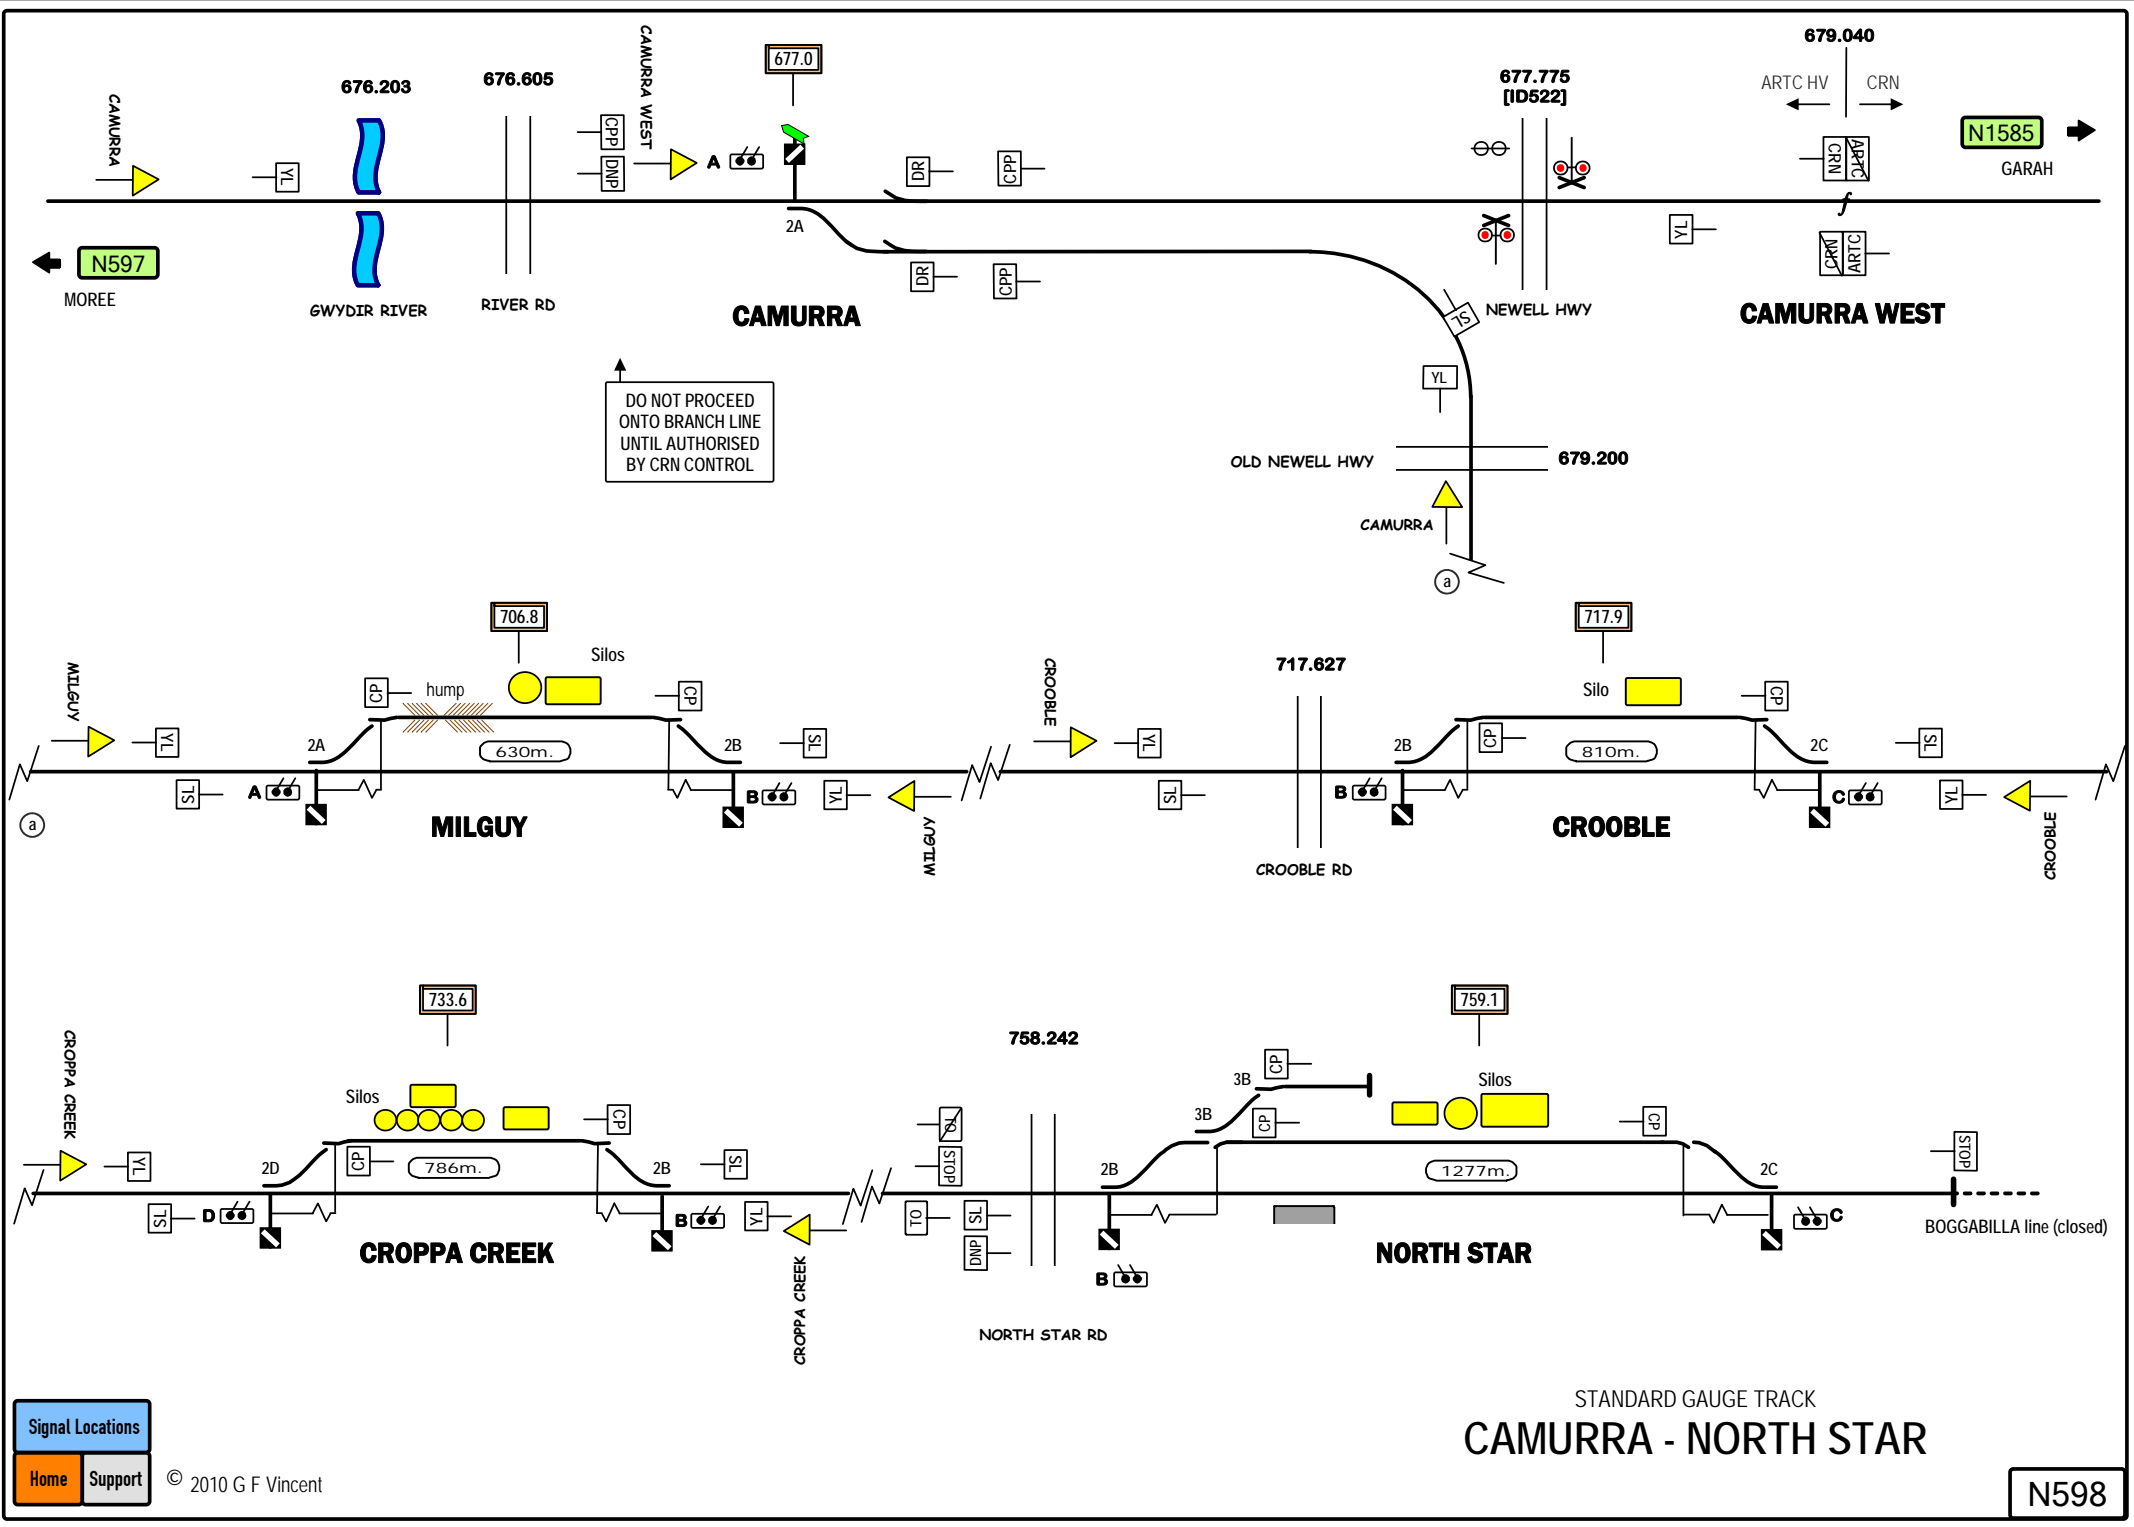 679.040
ARTC HV
CRN
677.0
CAMURRA WEST
676.203
676.605
677.775
[ID522]
CAMURRA
YL
CPP
DNP
A
DR
CPP
CRN
ARTC
N1585
GARAH
2A
YL
CRN
ARTC
N597
MOREE
DR
CPP
GWYDIR RIVER
RIVER RD
CAMURRA
SL
NEWELL HWY
CAMURRA WEST
DO NOT PROCEED
ONTO BRANCH LINE
UNTIL AUTHORISED
BY CRN CONTROL
YL
OLD NEWELL HWY
679.200
CAMURRA
a
706.8
717.9
Silos
717.627
MILGUY
CP
hump
CP
CROOBLE
Silo
CP
YL
2A
630m.
2B
SL
YL
2B
CP
810m.
2C
SL
SL
A
B
YL
SL
B
C
YL
a
MILGUY
MILGUY
CROOBLE
CROOBLE
CROOBLE RD
733.6
759.1
758.242
CROPPA CREEK
CP
3B
Silos
Silos
CP
TO
3B
CP
CP
YL
2D
CP
786m.
2B
SL
STOP
2B
1277m.
2C
STOP
SL
D
B
YL
TO
SL
C
BOGGABILLA line (closed)
CROPPA CREEK
DNP
NORTH STAR
B
CROPPA CREEK
NORTH STAR RD
STANDARD GAUGE TRACK
CAMURRA - NORTH STAR
Signal Locations
Home
Support
© 2010 G F Vincent
N598